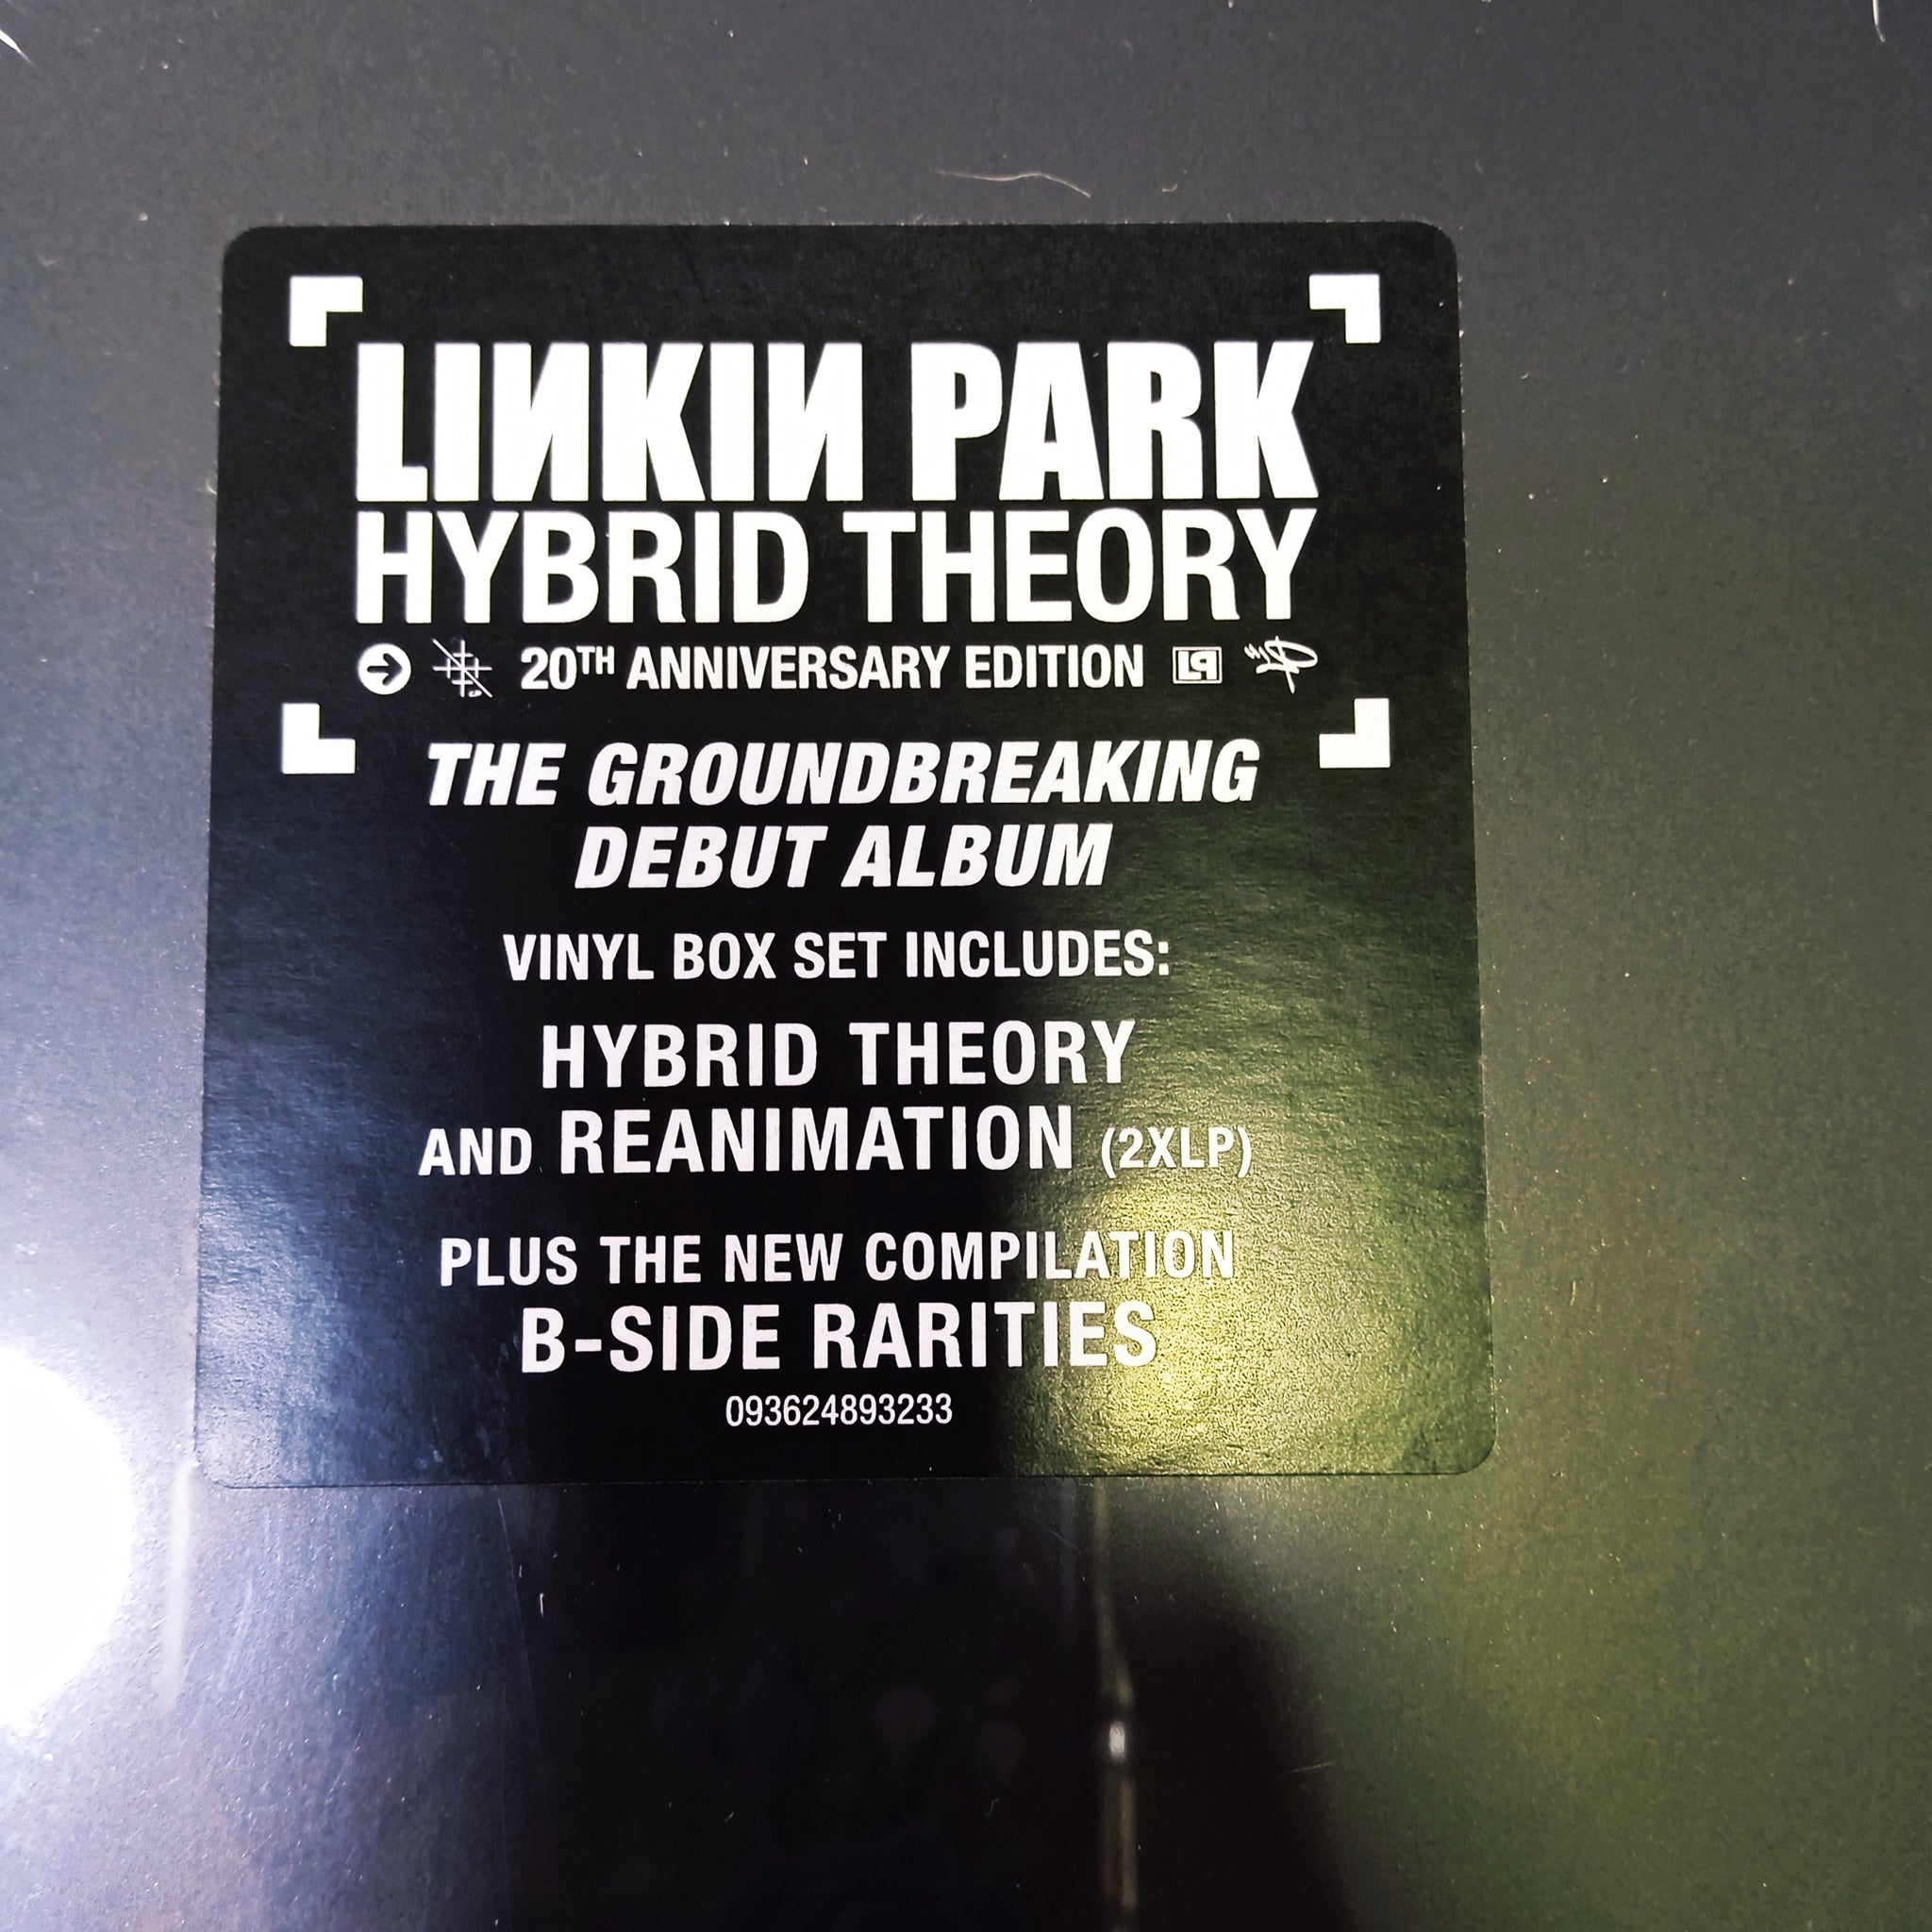 LINKIN PARK
HYBRID THEORY
20TH ANNIVERSARY EDITION LP
THE GROUNDBREAKING
DEBUT ALBUM
VINYL BOX SET INCLUDES:
HYBRID THEORY
AND REANIMATION (2XLP)
PLUS THE NEW COMPILATION
B-SIDE RARITIES
093624893233